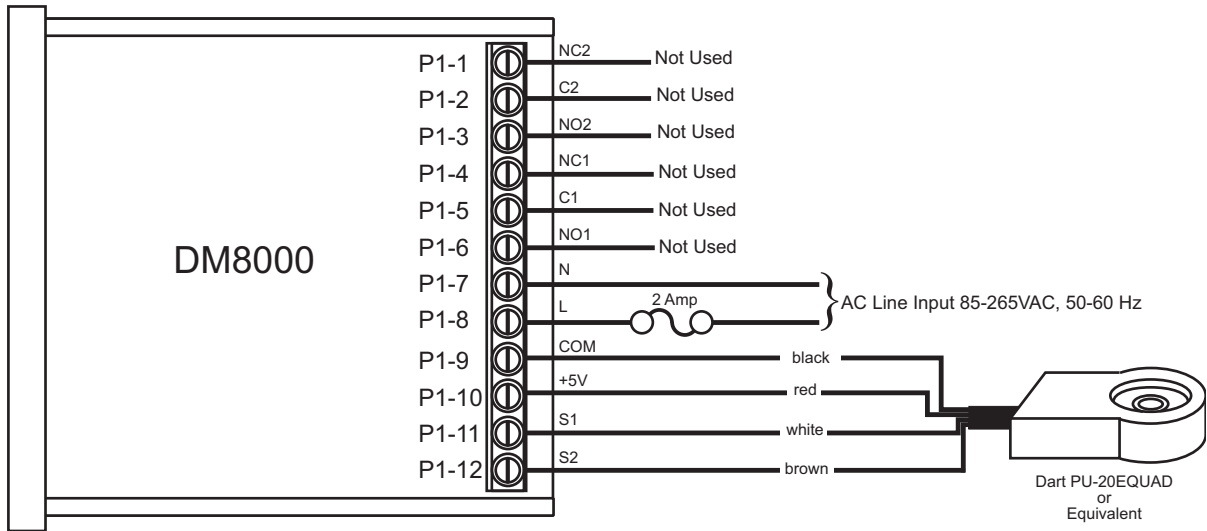 P1-1 NC2 Not Used
P1-2 C2 Not Used
P1-3 NO2 Not Used
P1-4 NC1 Not Used
P1-5 C1 Not Used
DM8000
P1-6 NO1 Not Used
P1-7 N
P1-8 L 2 Amp
AC Line Input 85-265VAC, 50-60 Hz
P1-9 COM black
P1-10 +5V red
P1-11 S1 white
P1-12 S2 brown
Dart PU-20EQUAD
or
Equivalent